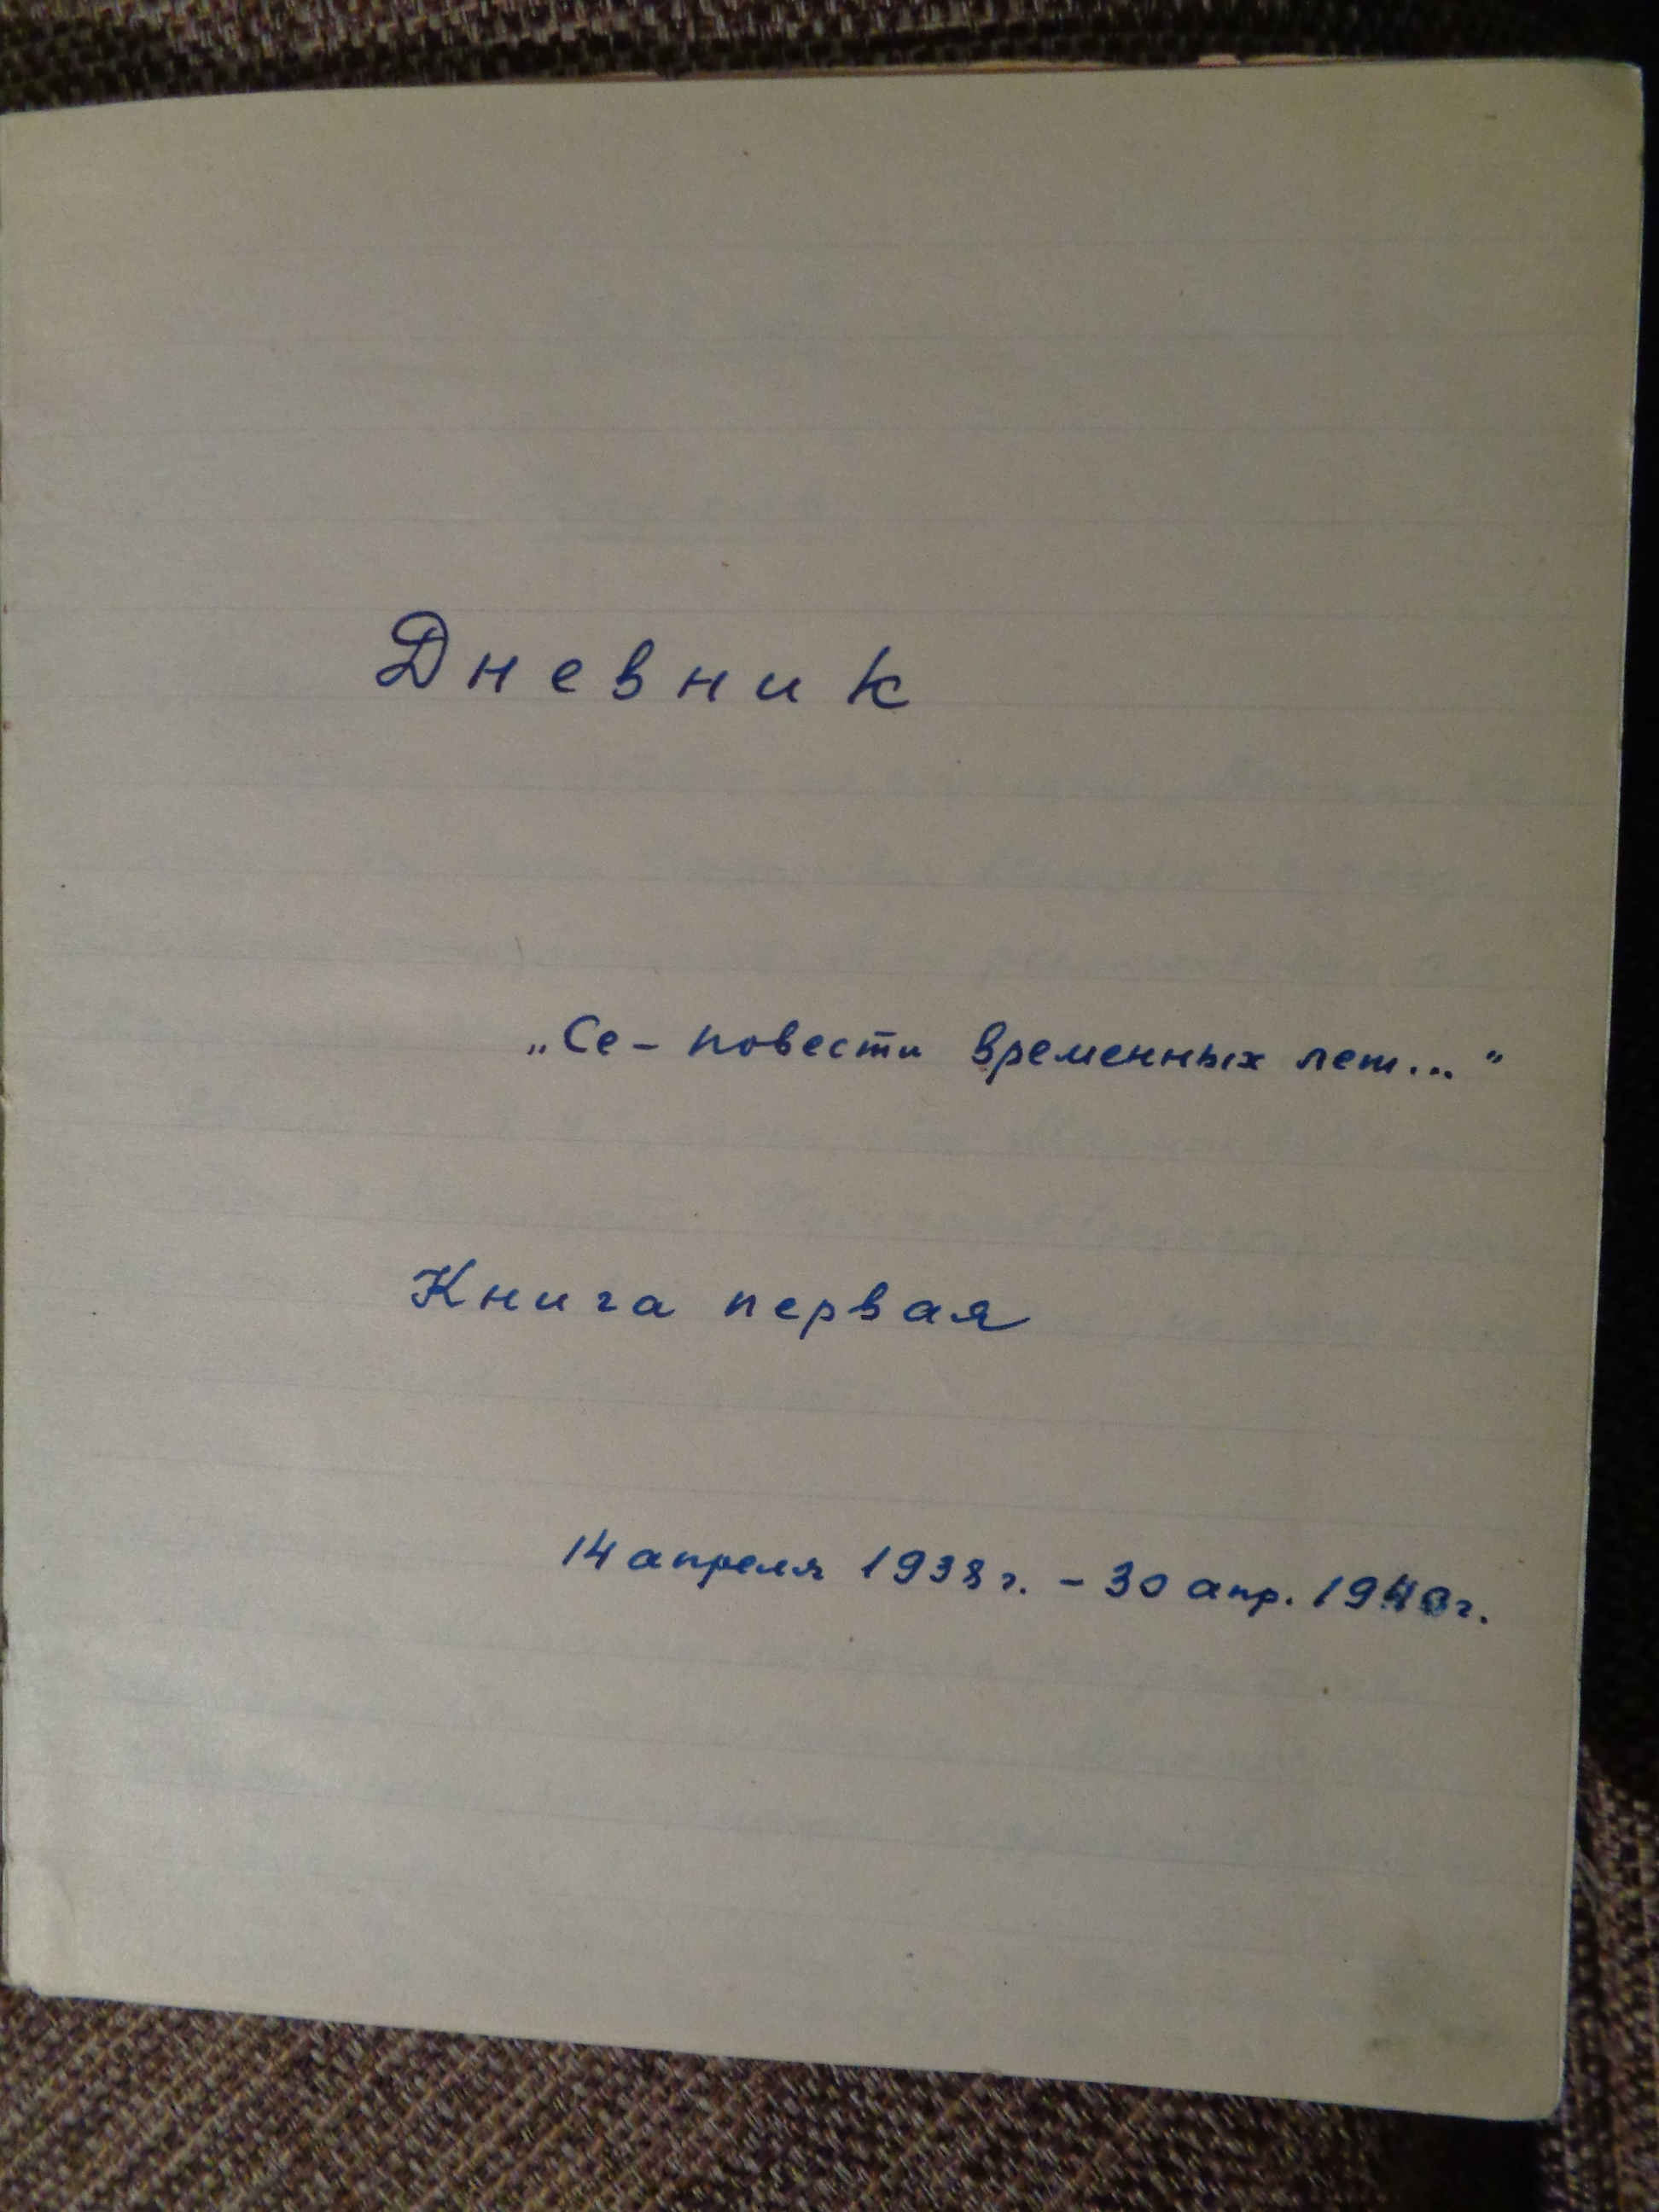 Дневник
„Се – повести временных лет..."
Книга первая
14 апреля 1938 г. – 30 апр. 1940 г.